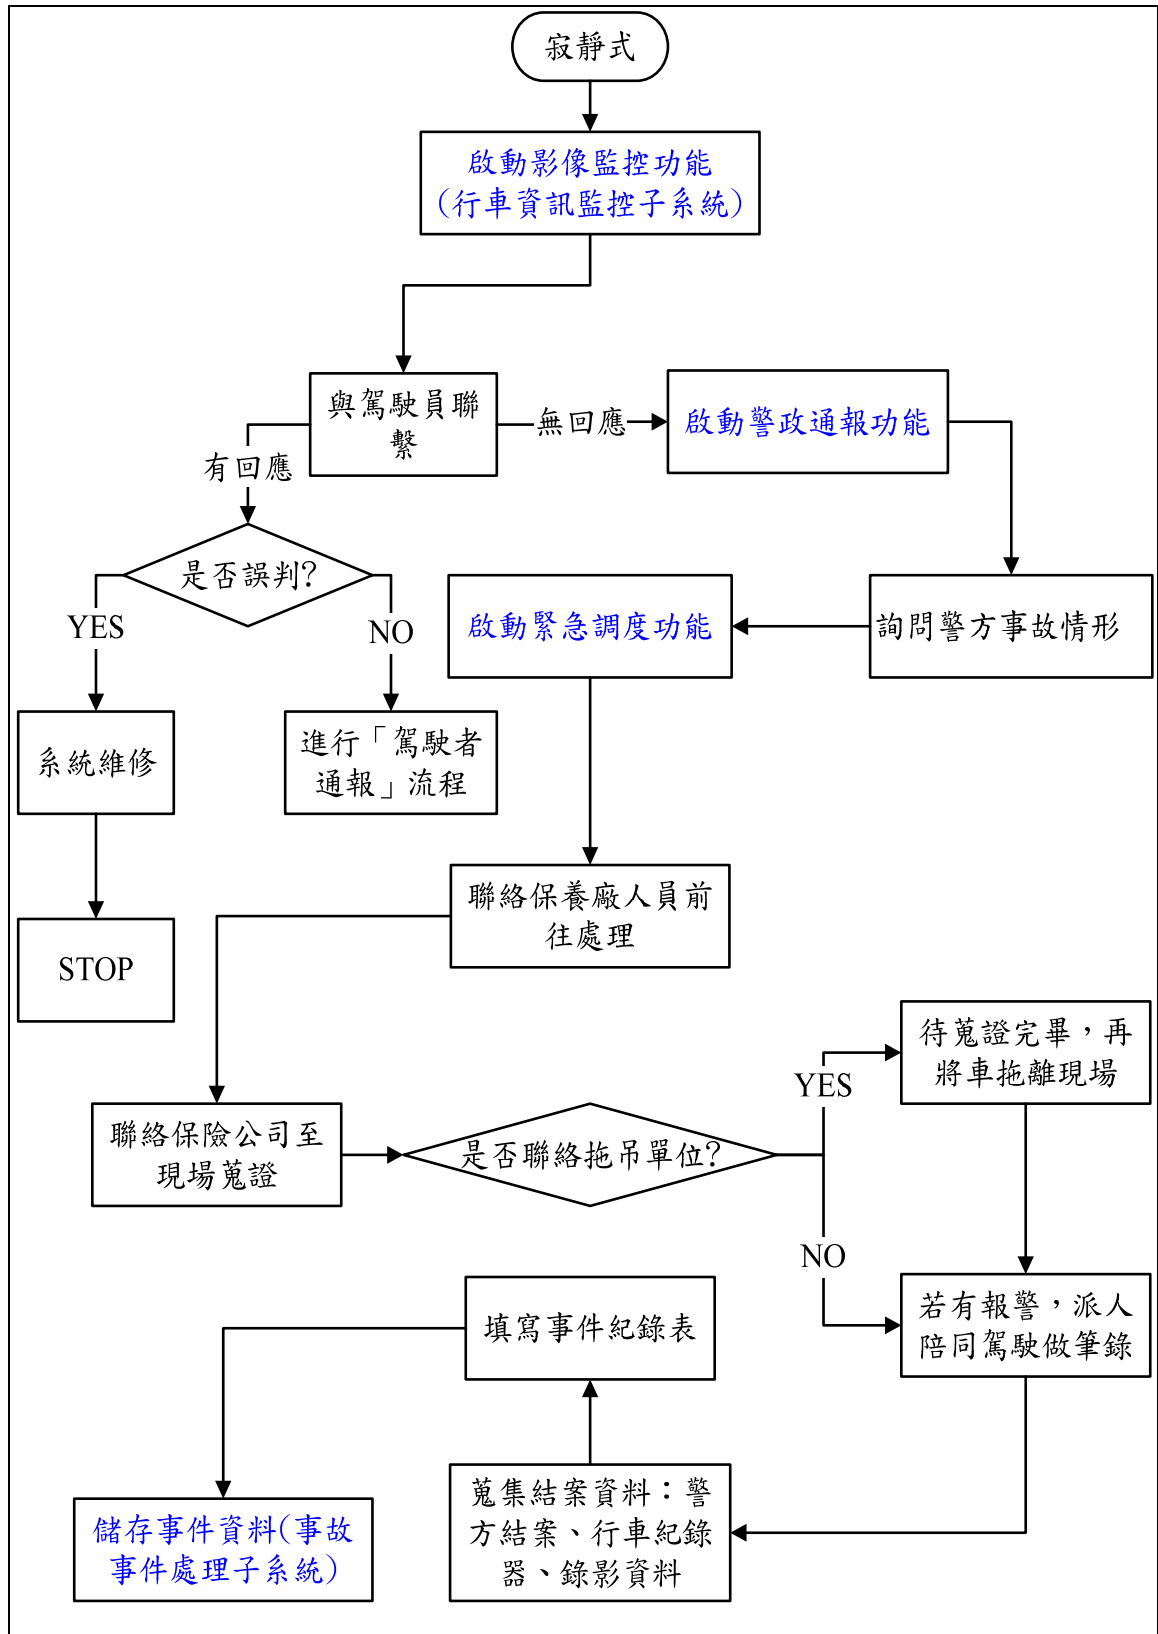 寂靜式
啟動影像監控功能
(行車資訊監控子系統)
與駕駛員聯
繫
無回應
啟動警政通報功能
有回應
是否誤判?
YES
NO
啟動緊急調度功能
詢問警方事故情形
系統維修
進行「駕駛者
通報」流程
STOP
聯絡保養廠人員前
往處理
聯絡保險公司至
現場蒐證
是否聯絡拖吊單位?
YES
待蒐證完畢，再
將車拖離現場
NO
若有報警，派人
陪同駕駛做筆錄
填寫事件紀錄表
蒐集結案資料：警
方結案、行車紀錄
器、錄影資料
儲存事件資料(事故
事件處理子系統)